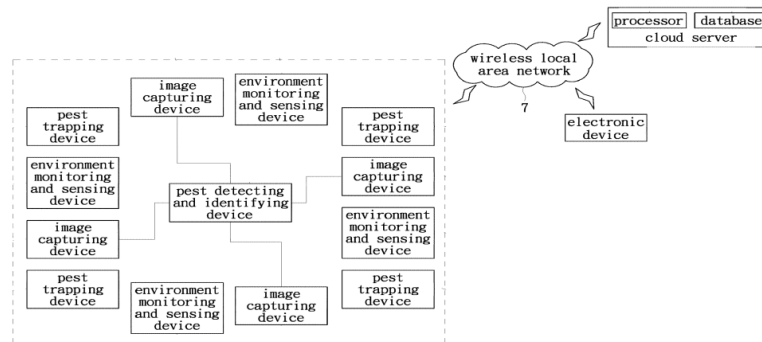 processor
database
cloud server
wireless local
area network
7
electronic
device
image
capturing
device
environment
monitoring
and sensing
device
pest
trapping
device
pest
trapping
device
environment
monitoring
and sensing
device
image
capturing
device
pest detecting
and identifying
device
image
capturing
device
environment
monitoring
and sensing
device
pest
trapping
device
environment
monitoring
and sensing
device
image
capturing
device
pest
trapping
device